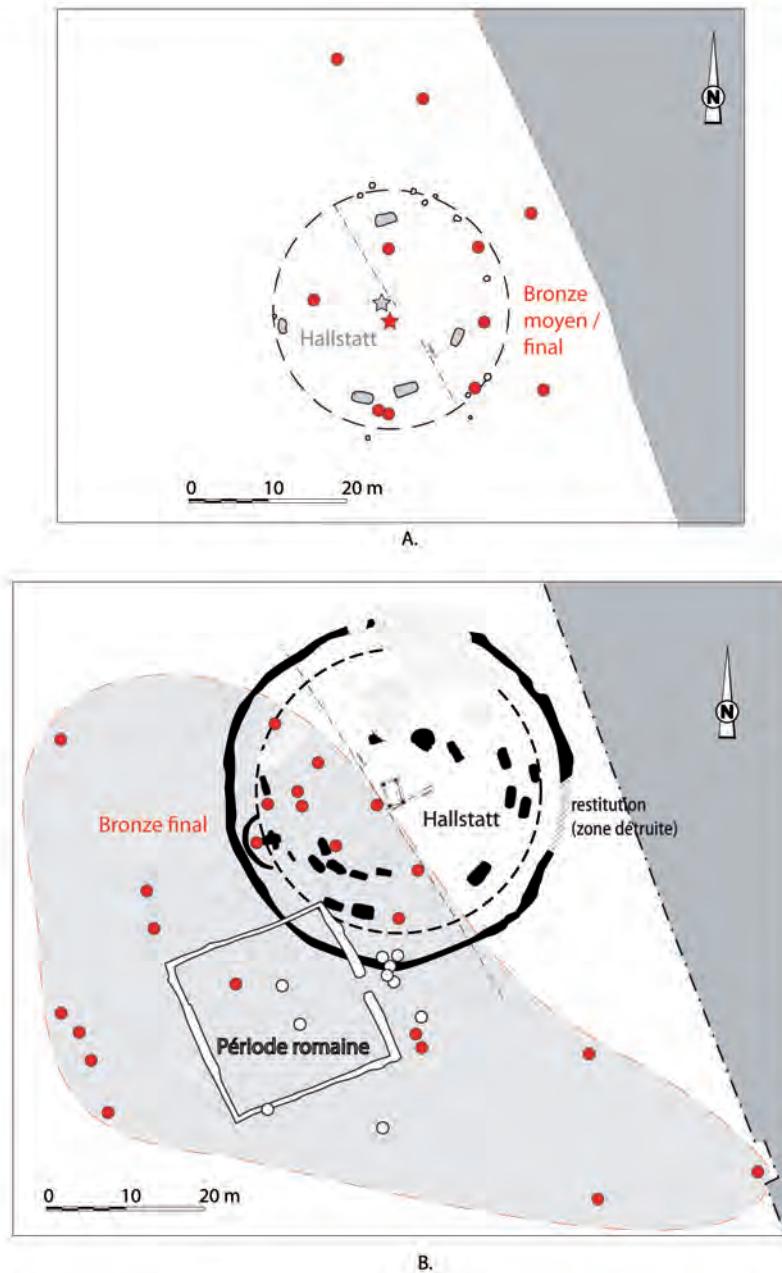 N
Bronze
moyen /
final
Hallstatt
0 10 20 m
A.
N
restitution
(zone détruite)
Bronze final
Hallstatt
Période romaine
0 10 20 m
B.